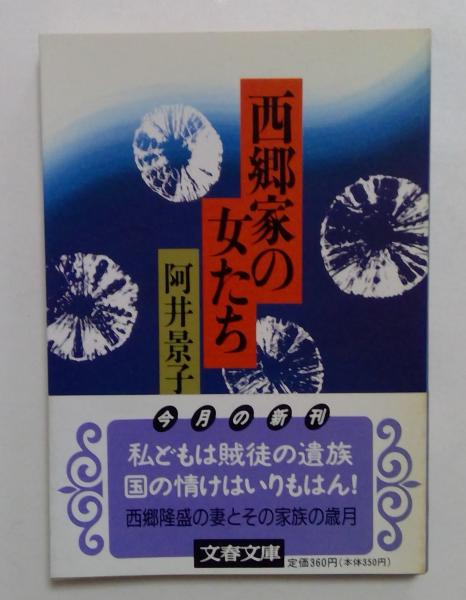 西郷家の
女たち
阿井景子
今月の新刊
私どもは賊徒の遺族
国の情けはいりもはん!
西郷隆盛の妻とその家族の歳月
文春文庫
定価360円(本体350円)